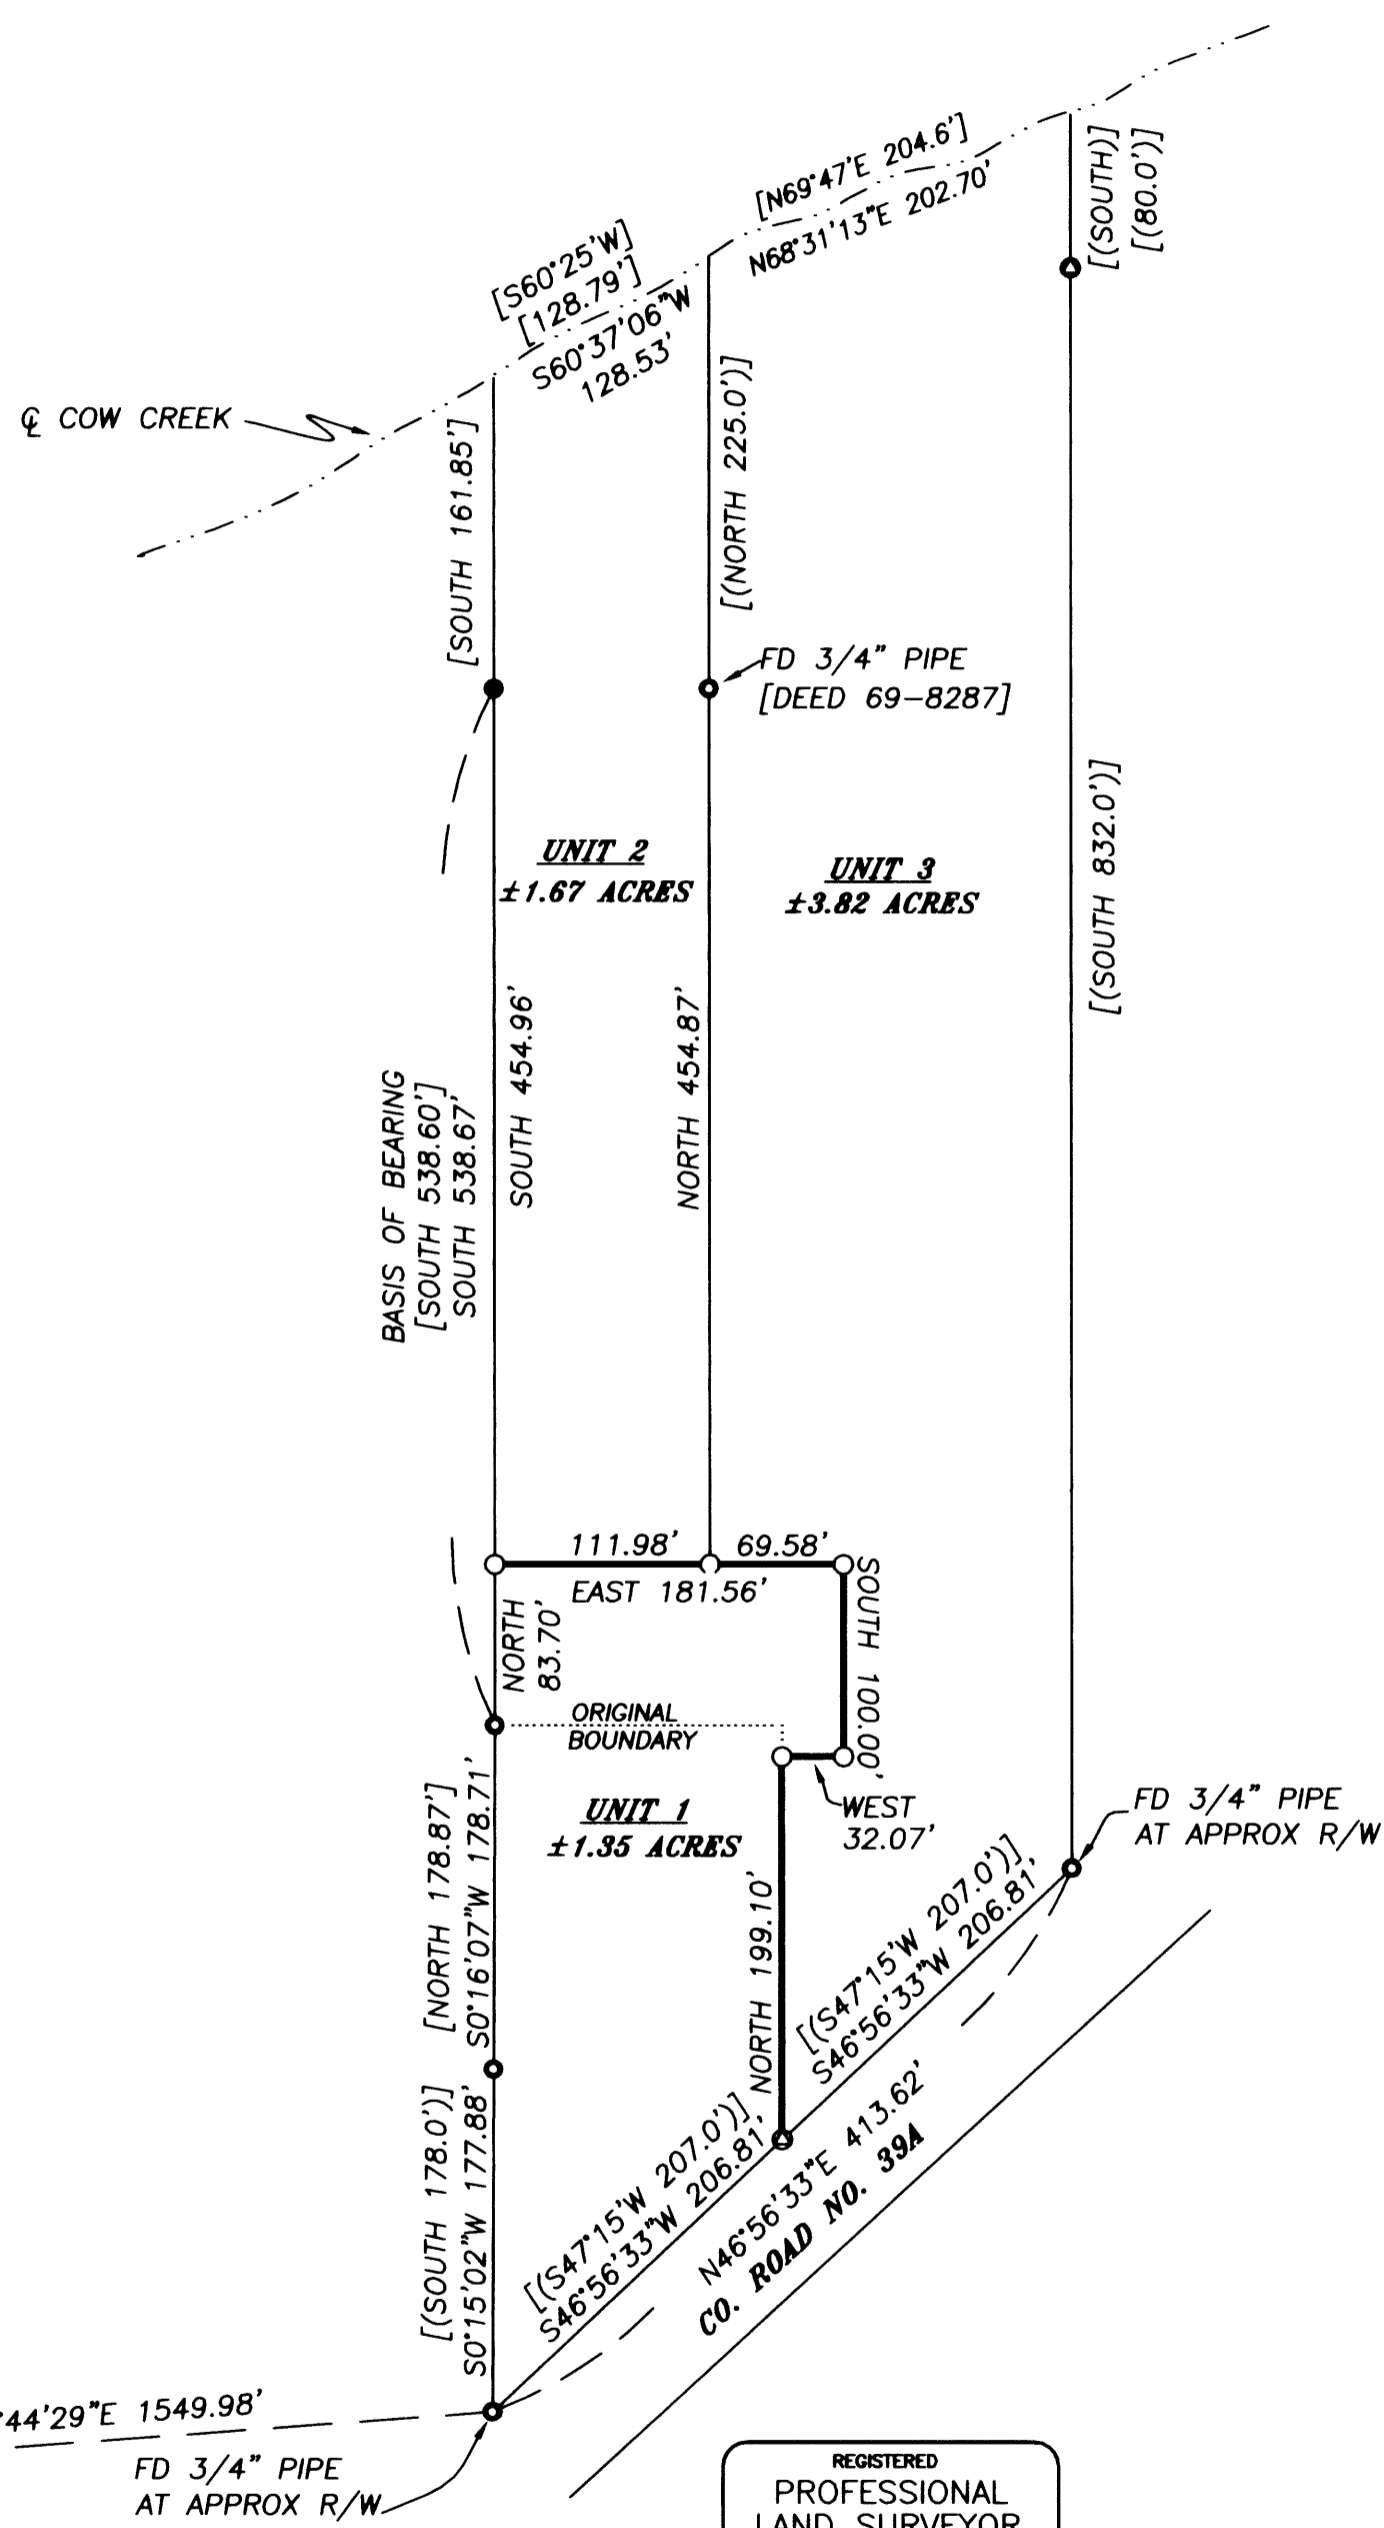 [(SOUTH)]
[(80.0')]
[N69°47'E 204.6']
N68°31'13"E 202.70'
[S60°25'W]
[128.79']
S60°37'06"W
128.53'
℄ COW CREEK
[SOUTH 161.85']
[(NORTH 225.0')]
FD 3/4" PIPE
[DEED 69-8287]
UNIT 2
±1.67 ACRES
UNIT 3
±3.82 ACRES
[(SOUTH 832.0')]
BASIS OF BEARING
[SOUTH 538.60']
SOUTH 538.67'
SOUTH 454.96'
NORTH 454.87'
111.98'
69.58'
EAST 181.56'
NORTH
83.70'
SOUTH 100.00'
ORIGINAL
BOUNDARY
WEST
32.07'
UNIT 1
±1.35 ACRES
[NORTH 178.87']
S0°16'07"W 178.71'
NORTH 199.10'
FD 3/4" PIPE
AT APPROX R/W
[(S47°15'W 207.0')]
S46°56'33"W 206.81'
[(SOUTH 178.0')]
S0°15'02"W 177.88'
[(S47°15'W 207.0')]
S46°56'33"W 206.81'
N46°56'33"E 413.62'
CO. ROAD NO. 39A
°44'29"E 1549.98'
FD 3/4" PIPE
AT APPROX R/W
REGISTERED
PROFESSIONAL
LAND SURVEYOR